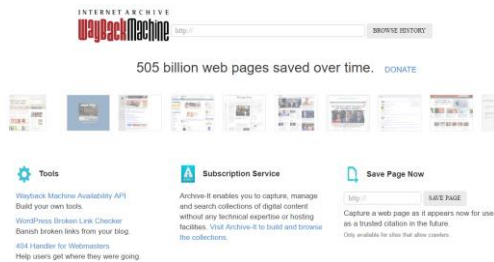 INTERNET ARCHIVE
WayBackMachine
http://
BROWSE HISTORY
505 billion web pages saved over time. DONATE
Tools
Wayback Machine Availability API
Build your own tools.
WordPress Broken Link Checker
Banish broken links from your blog.
404 Handler for Webmasters
Help users get where they were going.
Subscription Service
Archive-It enables you to capture, manage
and search collections of digital content
without any technical expertise or hosting
facilities. Visit Archive-It to build and browse
the collections.
Save Page Now
http://
SAVE PAGE
Capture a web page as it appears now for use
as a trusted citation in the future.
Only available for sites that allow crawlers.